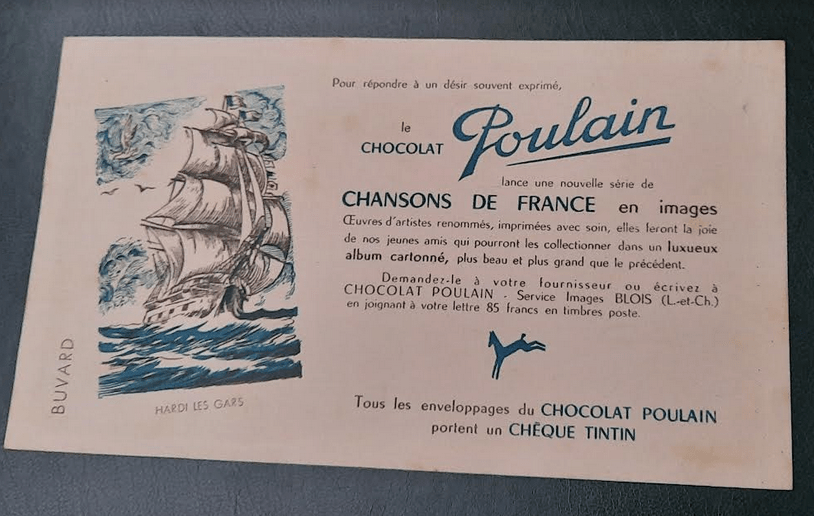 Pour répondre à un désir souvent exprimé,
le
CHOCOLAT Poulain
lance une nouvelle série de
CHANSONS DE FRANCE en images
Œuvres d'artistes renommés, imprimées avec soin, elles feront la joie
de nos jeunes amis qui pourront les collectionner dans un luxueux
album cartonné, plus beau et plus grand que le précédent.
Demandez-le à votre fournisseur ou écrivez à
CHOCOLAT POULAIN - Service Images BLOIS (L.-et-Ch.)
en joignant à votre lettre 85 francs en timbres poste.
Tous les enveloppages du CHOCOLAT POULAIN
portent un CHÈQUE TINTIN
BUVARD
HARDI LES GARS